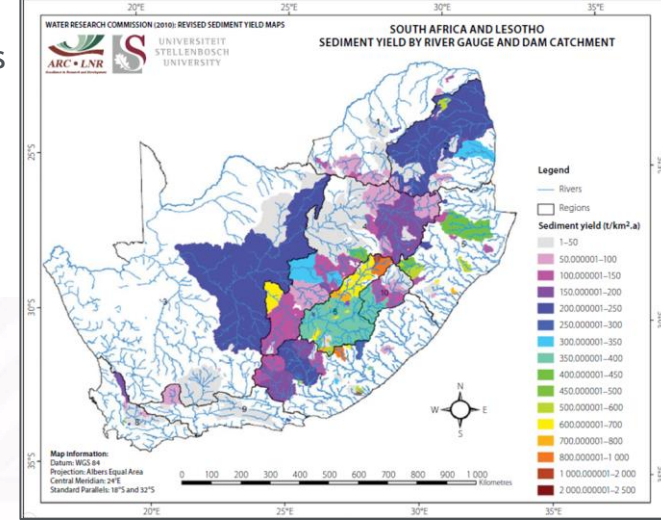 s
20°E
25°E
30°E
35°E
WATER RESEARCH COMMISSION (2010): REVISED SEDIMENT YIELD MAPS
SOUTH AFRICA AND LESOTHO
SEDIMENT YIELD BY RIVER GAUGE AND DAM CATCHMENT
ARC • LNR
UNIVERSITEIT
STELLENBOSCH
UNIVERSITY
25°S
30°S
35°S
Legend
Rivers
Regions
Sediment yield (t/km².a)
1–50
50.000001–100
100.000001–150
150.000001–200
200.000001–250
250.000001–300
300.000001–350
350.000001–400
400.000001–450
450.000001–500
500.000001–600
600.000001–700
700.000001–800
800.000001–1 000
1 000.000001–2 000
2 000.000001–2 500
3
9
N
W E
S
Map information:
Datum: WGS 84
Projection: Albers Equal Area
Central Meridian: 24°E
Standard Parallels: 18°S and 32°S
0 100 200 300 400 500 600 700 800 900 1 000
Kilometres
20°E
25°E
30°E
35°E